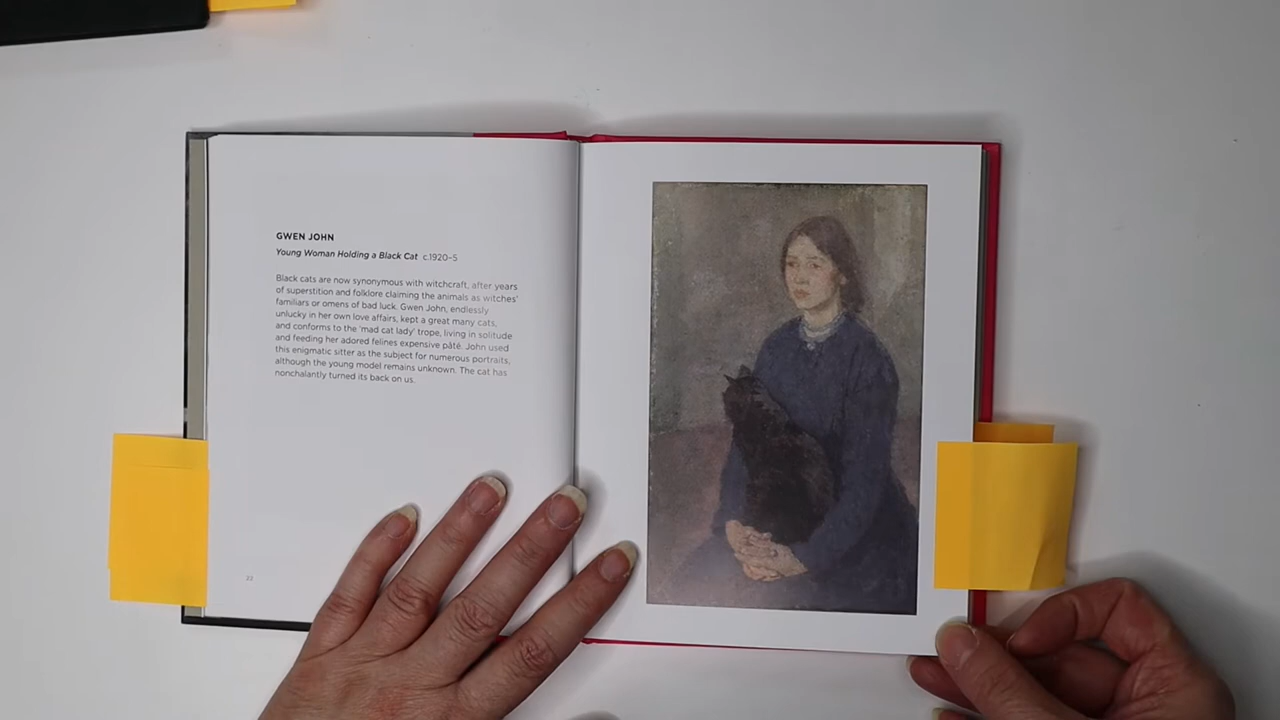 GWEN JOHN
Young Woman Holding a Black Cat c.1920–5
Black cats are now synonymous with witchcraft, after years
of superstition and folklore claiming the animals as witches'
familiars or omens of bad luck. Gwen John, endlessly
unlucky in her own love affairs, kept a great many cats,
and conforms to the 'mad cat lady' trope, living in solitude
and feeding her adored felines expensive pâté. John used
this enigmatic sitter as the subject for numerous portraits,
although the young model remains unknown. The cat has
nonchalantly turned its back on us.
22